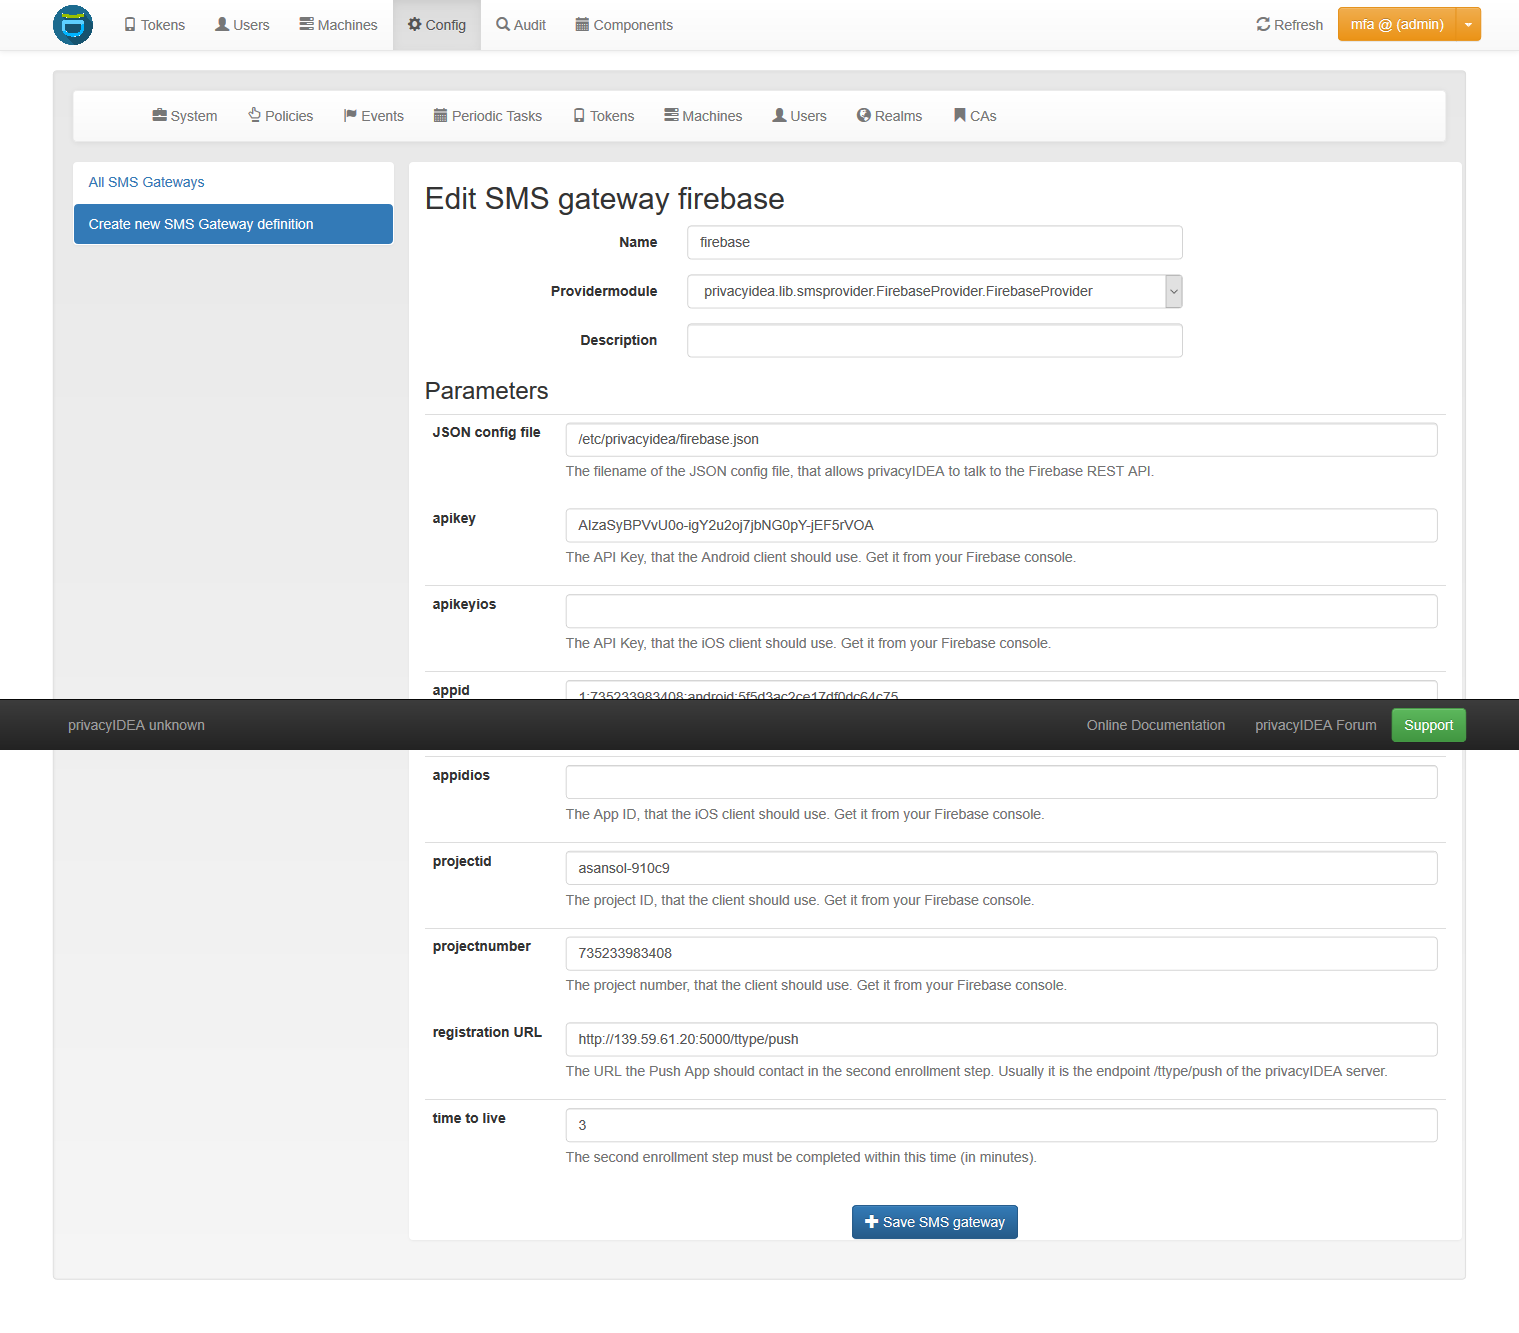 Tokens Users Machines Config Audit Components Refresh mfa @ (admin)
System Policies Events Periodic Tasks Tokens Machines Users Realms CAs
All SMS Gateways
Create new SMS Gateway definition
Edit SMS gateway firebase
Name firebase
Providermodule privacyidea.lib.smsprovider.FirebaseProvider.FirebaseProvider
Description
Parameters
JSON config file /etc/privacyidea/firebase.json
The filename of the JSON config file, that allows privacyIDEA to talk to the Firebase REST API.
apikey AIzaSyBPVvU0o-igY2u2oj7jbNG0pY-jEF5rVOA
The API Key, that the Android client should use. Get it from your Firebase console.
apikeyios
The API Key, that the iOS client should use. Get it from your Firebase console.
appid 1:735233983408:android:5f5d3ac2ce17df0dc64c75
privacyIDEA unknown Online Documentation privacyIDEA Forum Support
appidios
The App ID, that the iOS client should use. Get it from your Firebase console.
projectid asansol-910c9
The project ID, that the client should use. Get it from your Firebase console.
projectnumber 735233983408
The project number, that the client should use. Get it from your Firebase console.
registration URL http://139.59.61.20:5000/ttype/push
The URL the Push App should contact in the second enrollment step. Usually it is the endpoint /ttype/push of the privacyIDEA server.
time to live 3
The second enrollment step must be completed within this time (in minutes).
Save SMS gateway